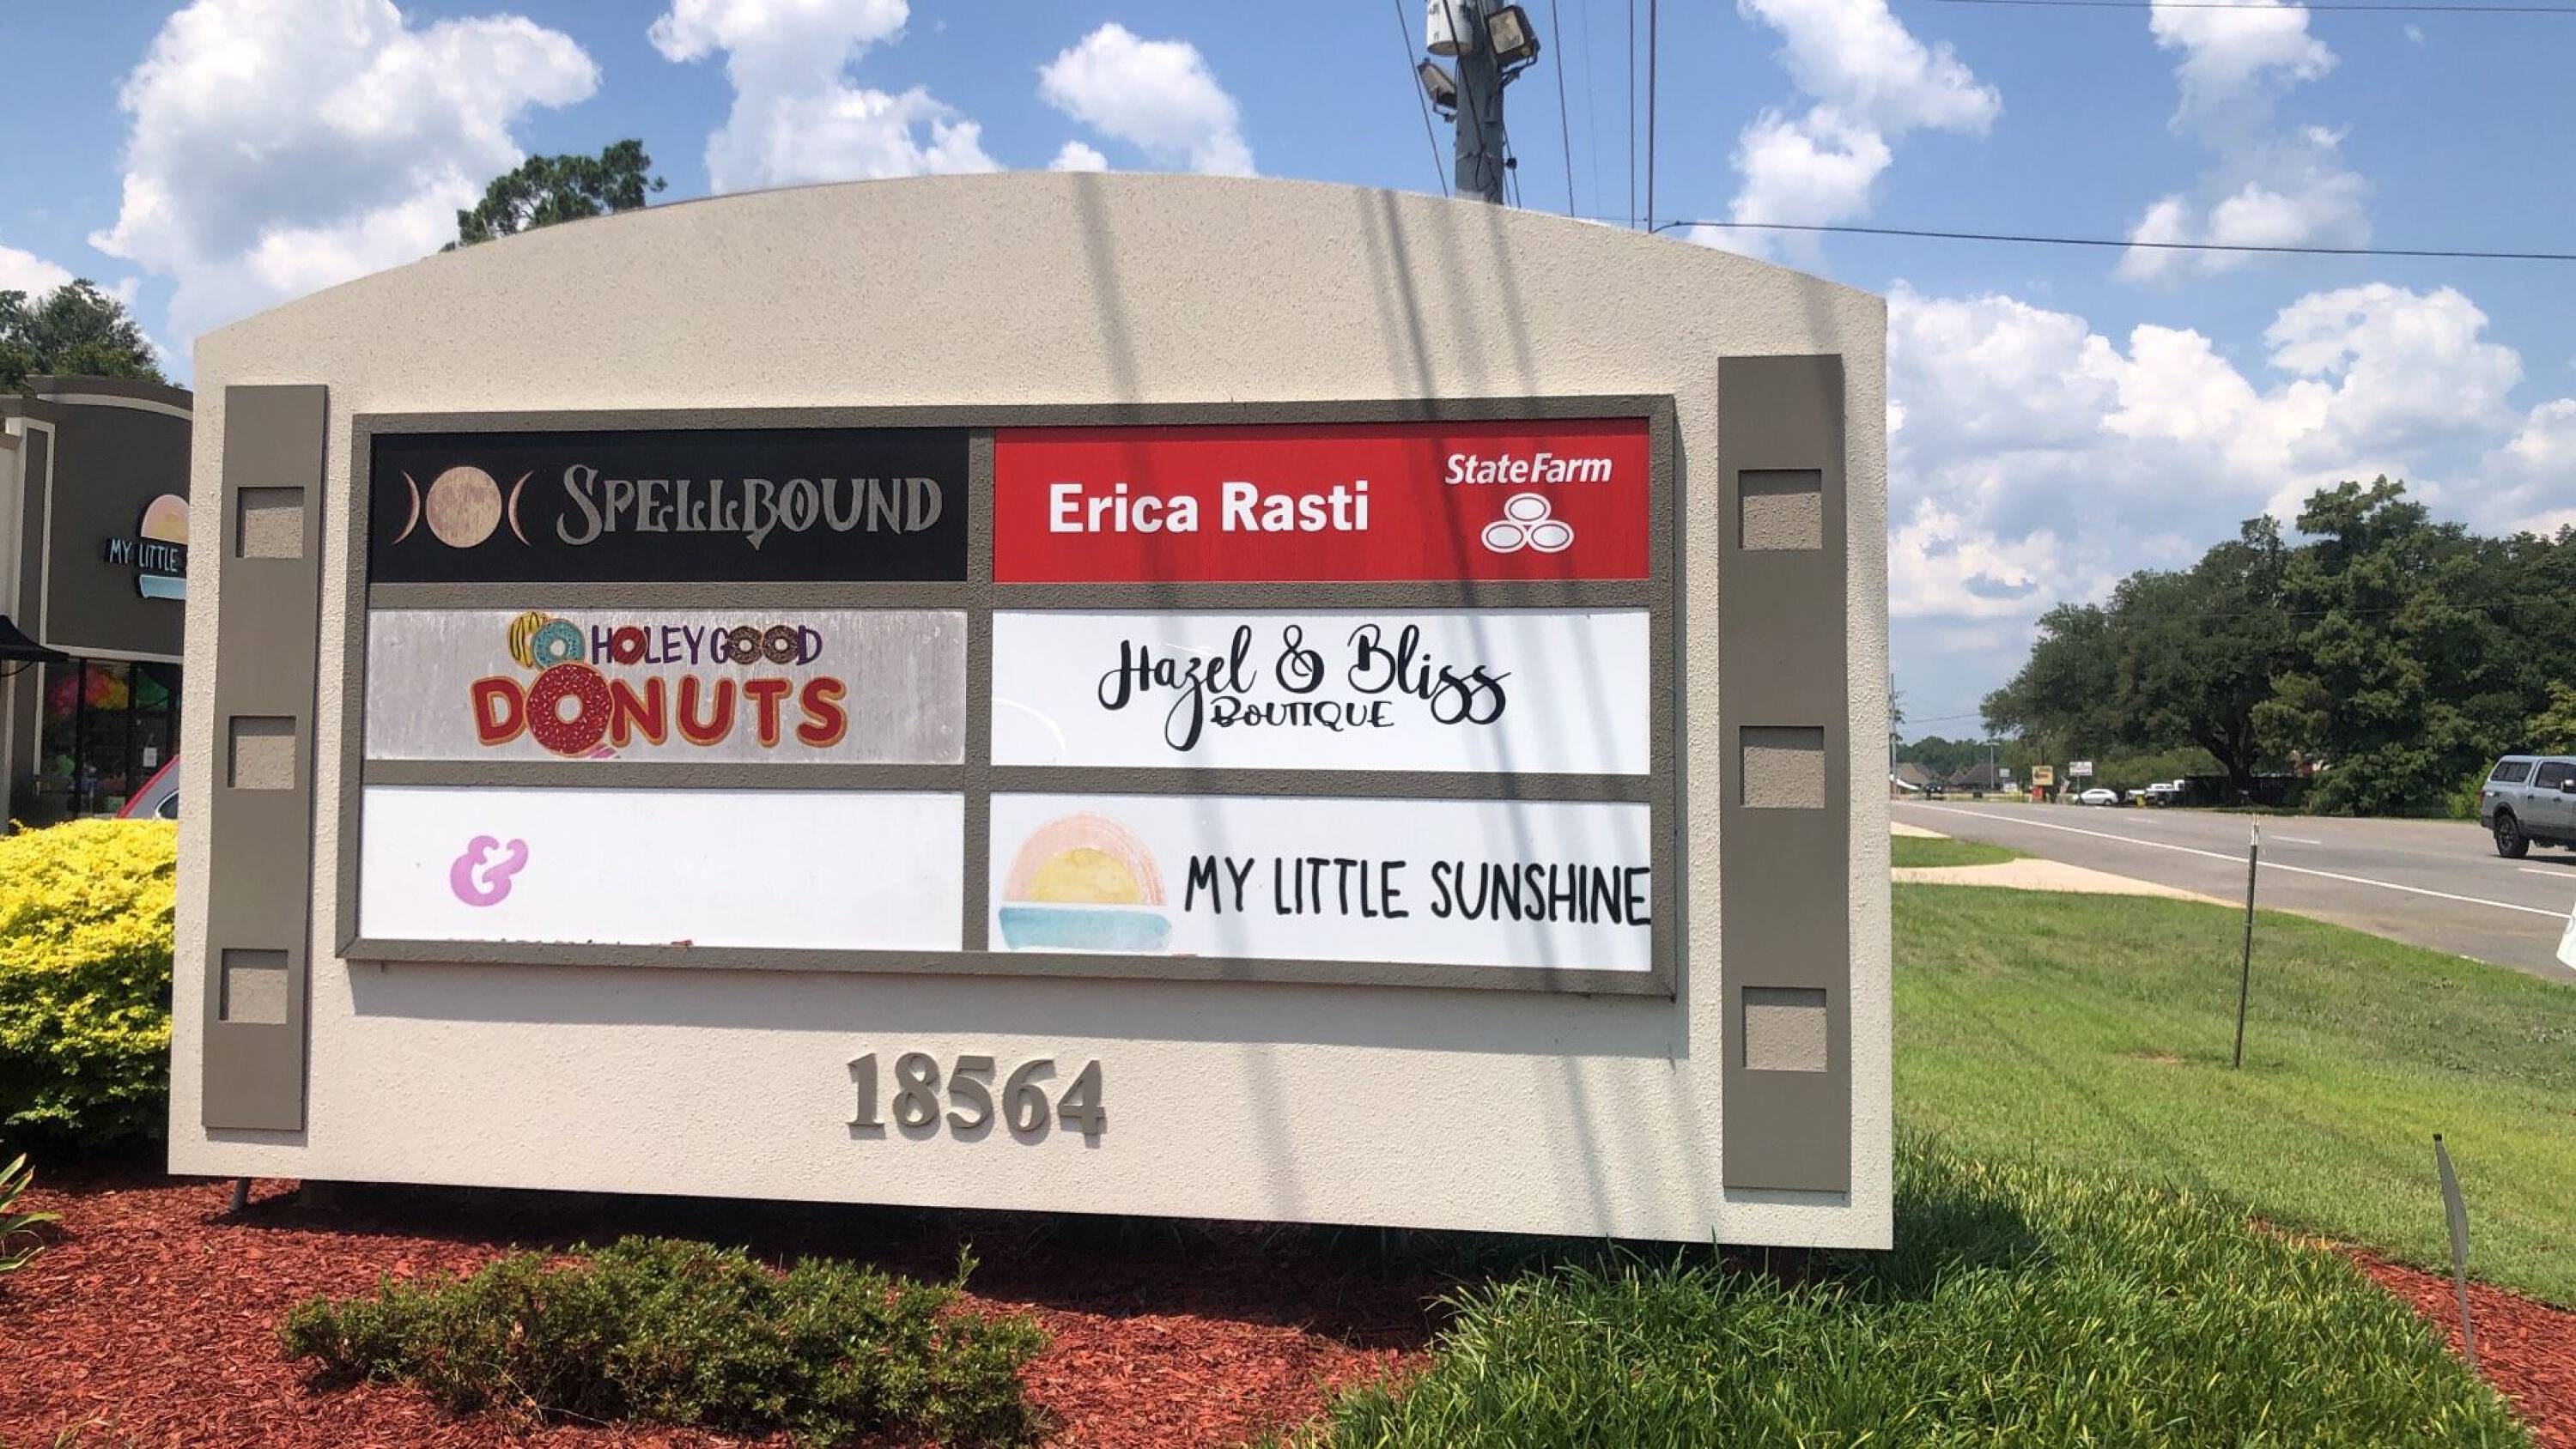 SPELLBOUND
Erica Rasti
StateFarm
HOLEY GOOD
DONUTS
Hazel & Bliss
BOUTIQUE
&
MY LITTLE SUNSHINE
18564
MY LITTLE